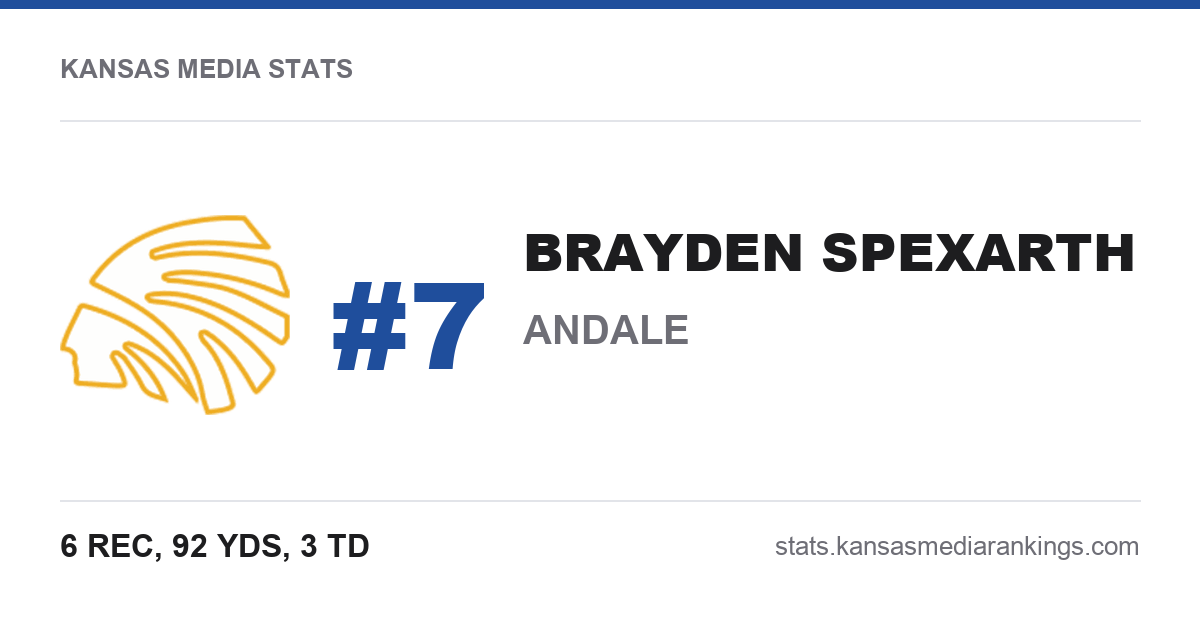 KANSAS MEDIA STATS
#7
BRAYDEN SPEXARTH
ANDALE
6 REC, 92 YDS, 3 TD
stats.kansasmediarankings.com